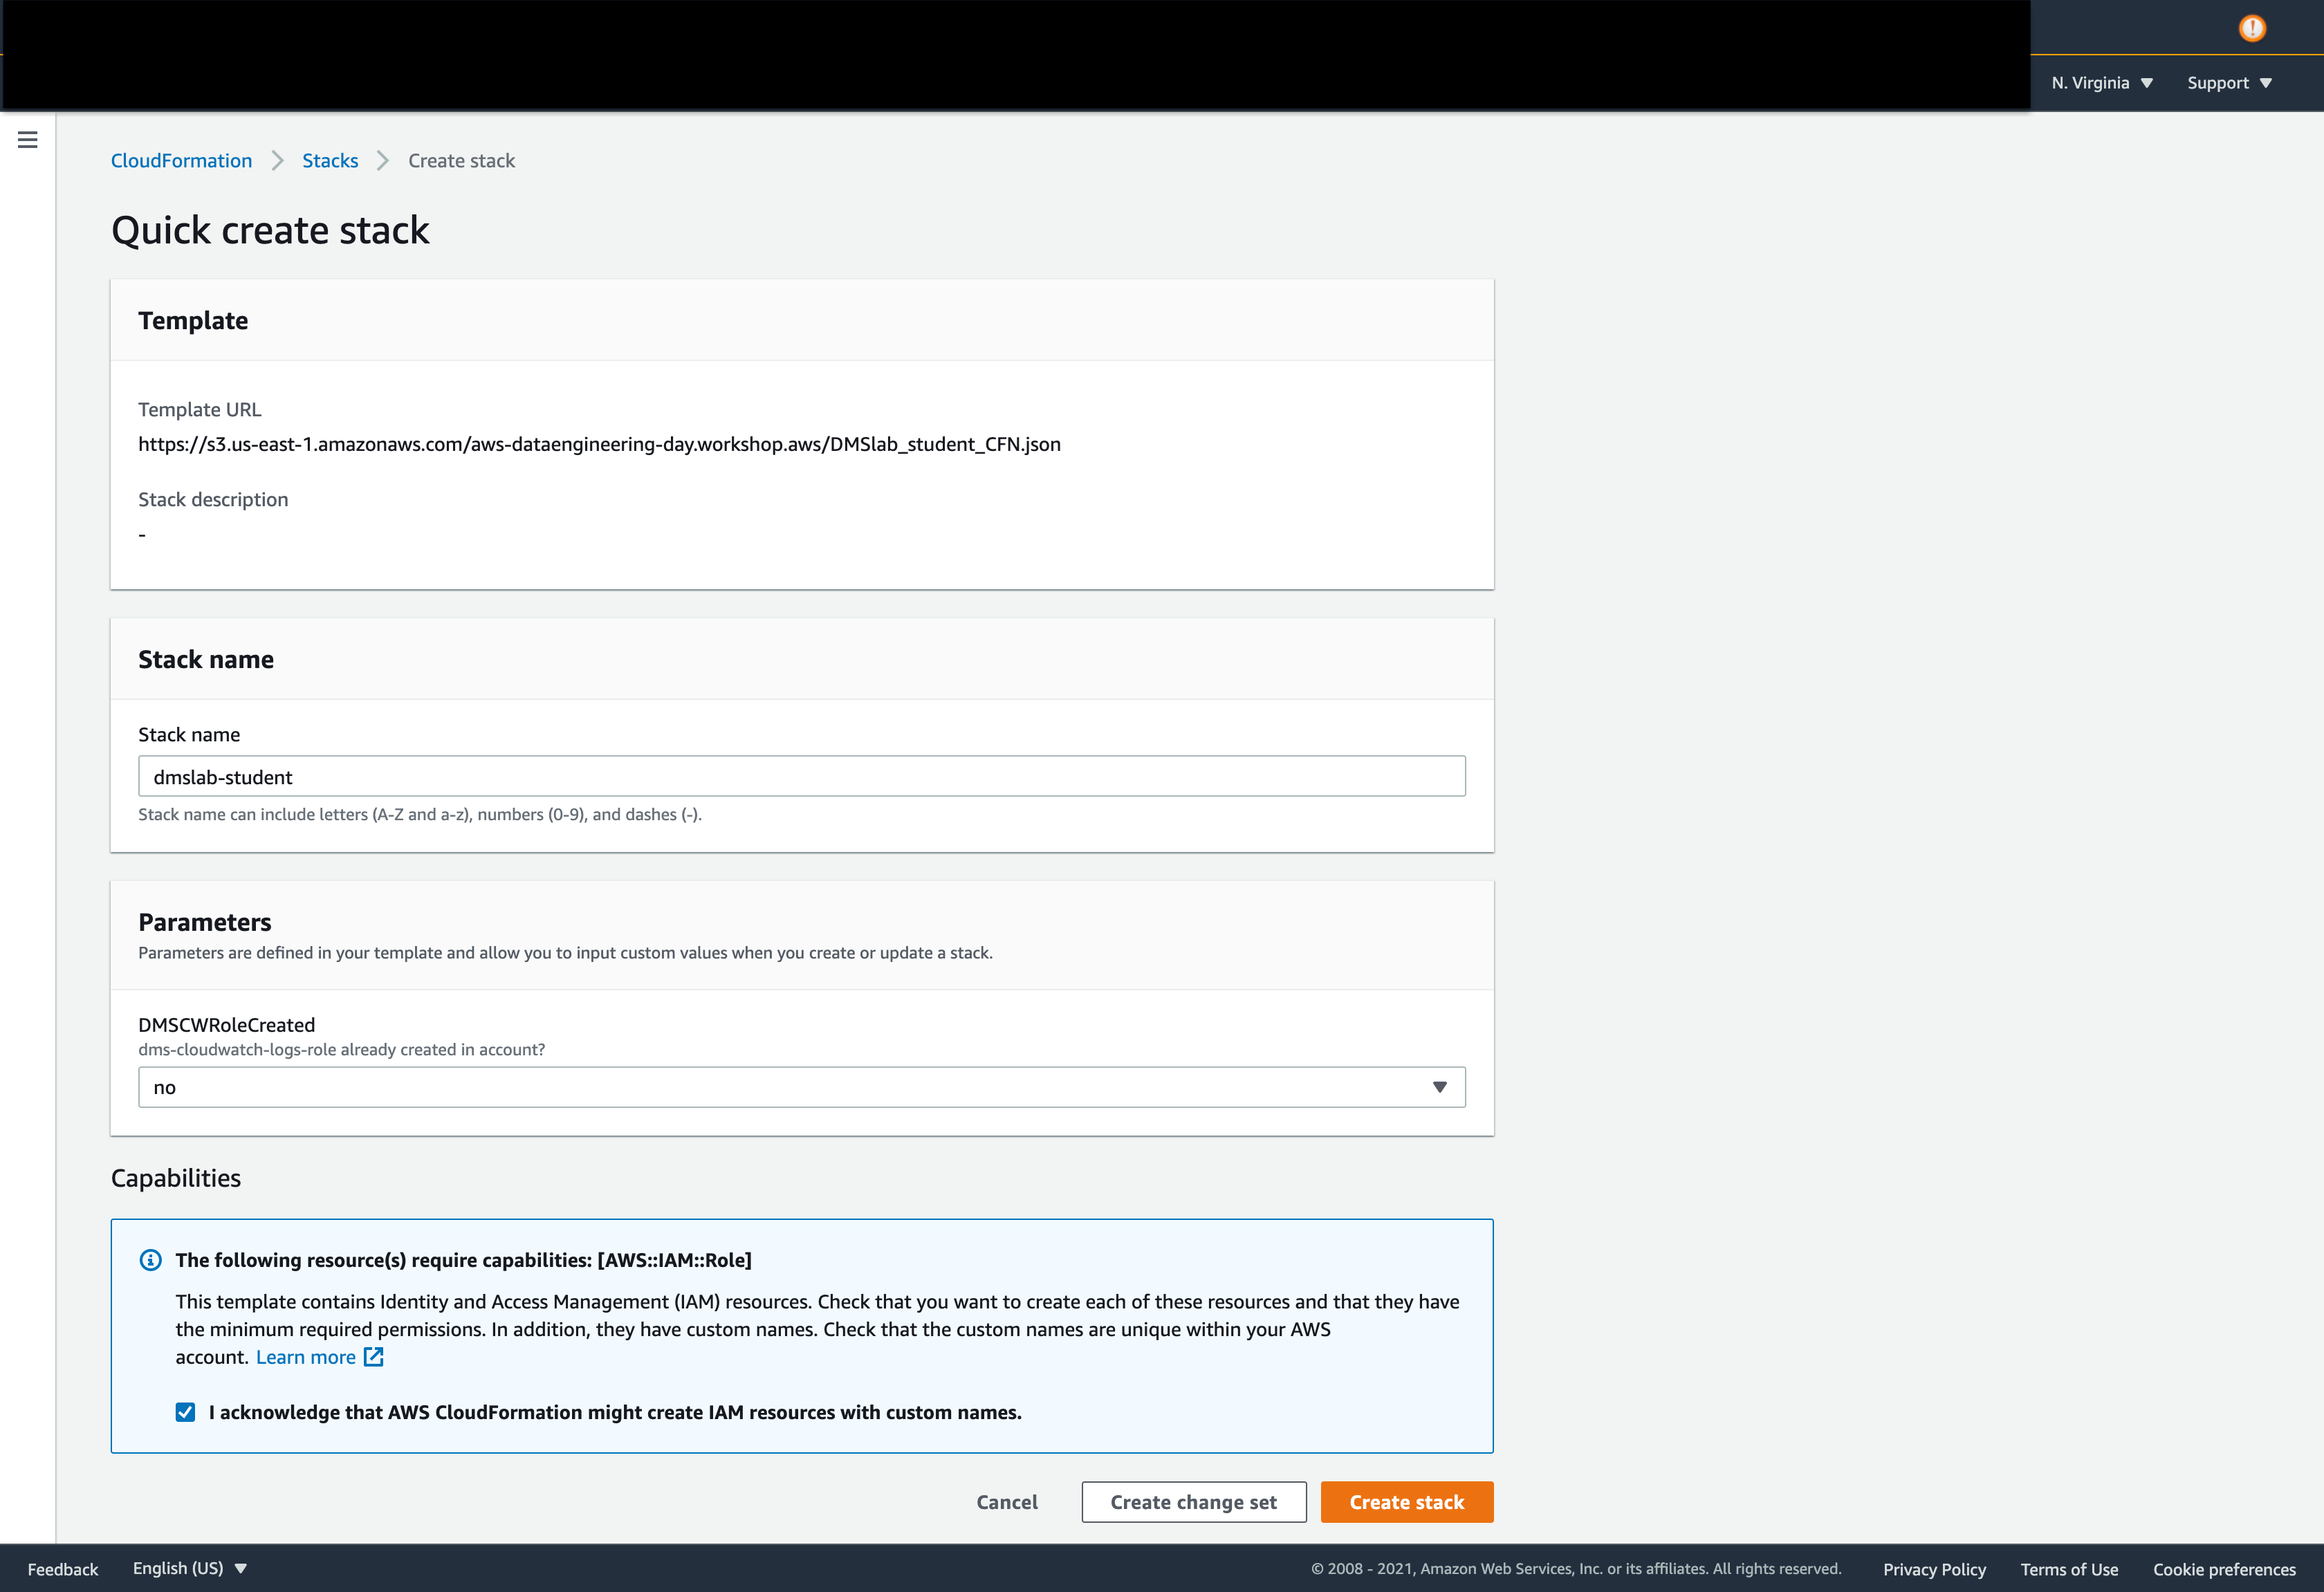 N. Virginia
Support
CloudFormation > Stacks > Create stack
Quick create stack
Template
Template URL
https://s3.us-east-1.amazonaws.com/aws-dataengineering-day.workshop.aws/DMSlab_student_CFN.json
Stack description
-
Stack name
Stack name
dmslab-student
Stack name can include letters (A-Z and a-z), numbers (0-9), and dashes (-).
Parameters
Parameters are defined in your template and allow you to input custom values when you create or update a stack.
DMSCWRoleCreated
dms-cloudwatch-logs-role already created in account?
no
Capabilities
The following resource(s) require capabilities: [AWS::IAM::Role]
This template contains Identity and Access Management (IAM) resources. Check that you want to create each of these resources and that they have
the minimum required permissions. In addition, they have custom names. Check that the custom names are unique within your AWS
account. Learn more
I acknowledge that AWS CloudFormation might create IAM resources with custom names.
Cancel
Create change set
Create stack
Feedback
English (US)
© 2008 - 2021, Amazon Web Services, Inc. or its affiliates. All rights reserved.
Privacy Policy
Terms of Use
Cookie preferences